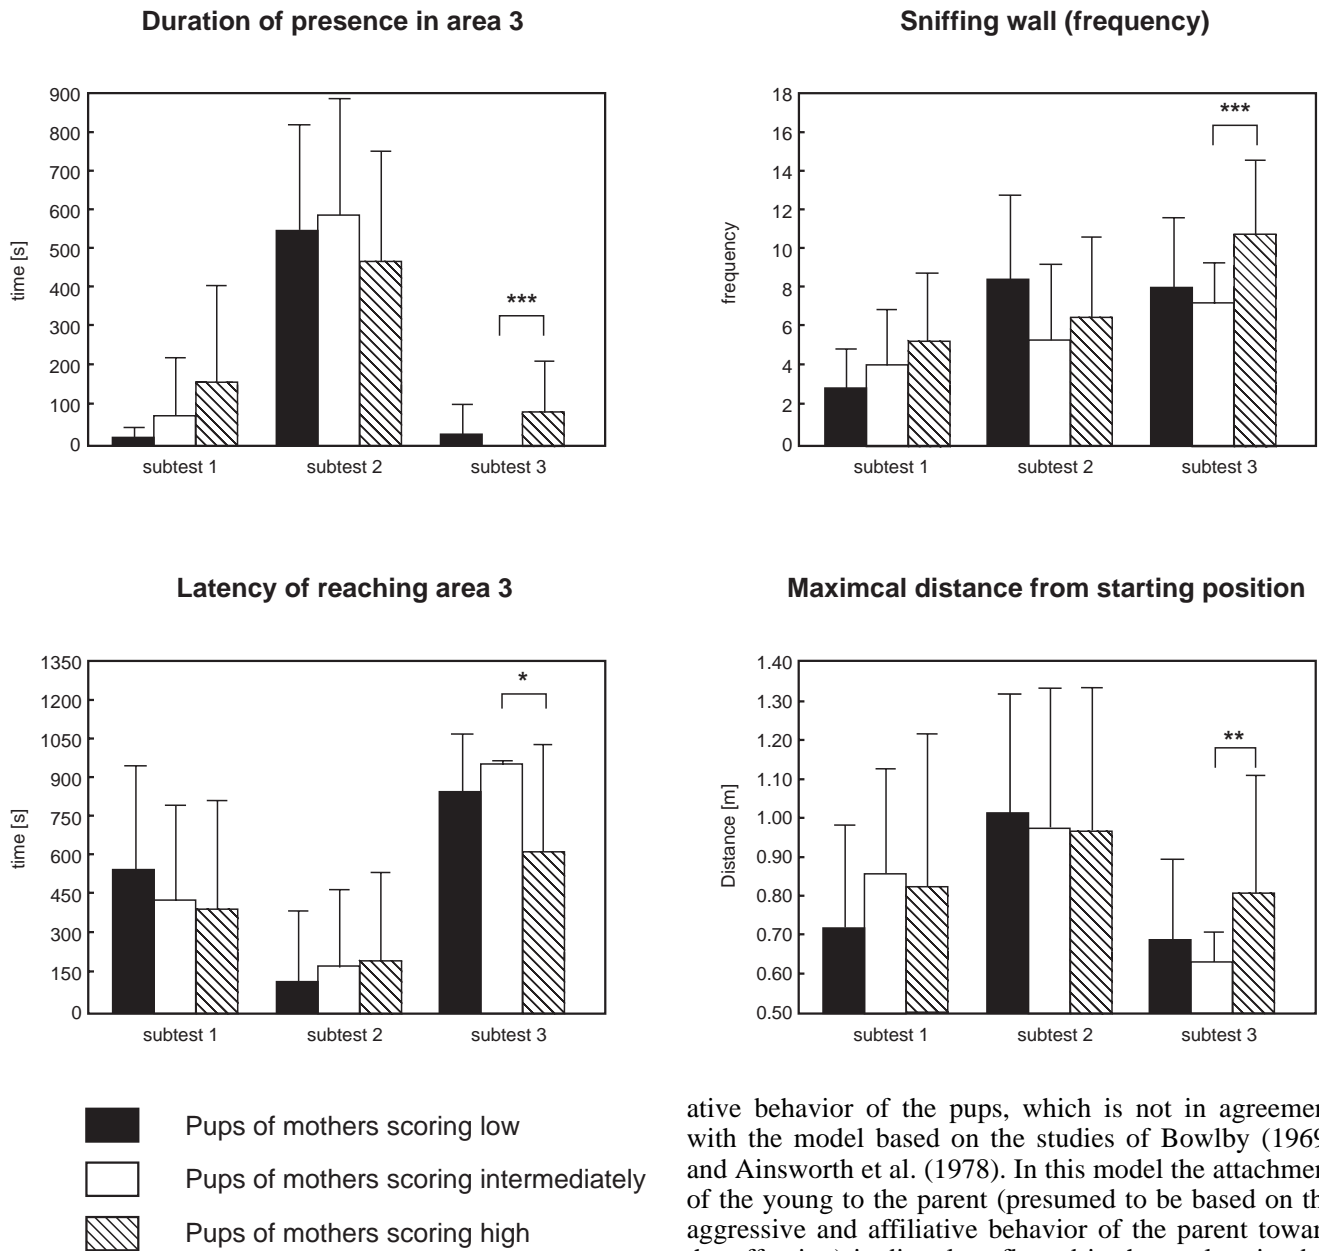 Duration of presence in area 3
900
800
700
600
500
400
300
200
100
0
time [s]
***
subtest 1
subtest 2
subtest 3
Sniffing wall (frequency)
18
16
14
12
10
8
6
4
2
0
frequency
***
subtest 1
subtest 2
subtest 3
Latency of reaching area 3
1350
1200
1050
900
750
600
450
300
150
0
time [s]
*
subtest 1
subtest 2
subtest 3
Maximcal distance from starting position
1.40
1.30
1.20
1.10
1.00
0.90
0.80
0.70
0.60
0.50
Distance [m]
**
subtest 1
subtest 2
subtest 3
Pups of mothers scoring low
Pups of mothers scoring intermediately
Pups of mothers scoring high
ative behavior of the pups, which is not in agreemen
with the model based on the studies of Bowlby (1969
and Ainsworth et al. (1978). In this model the attachmen
of the young to the parent (presumed to be based on th
aggressive and affiliative behavior of the parent towar